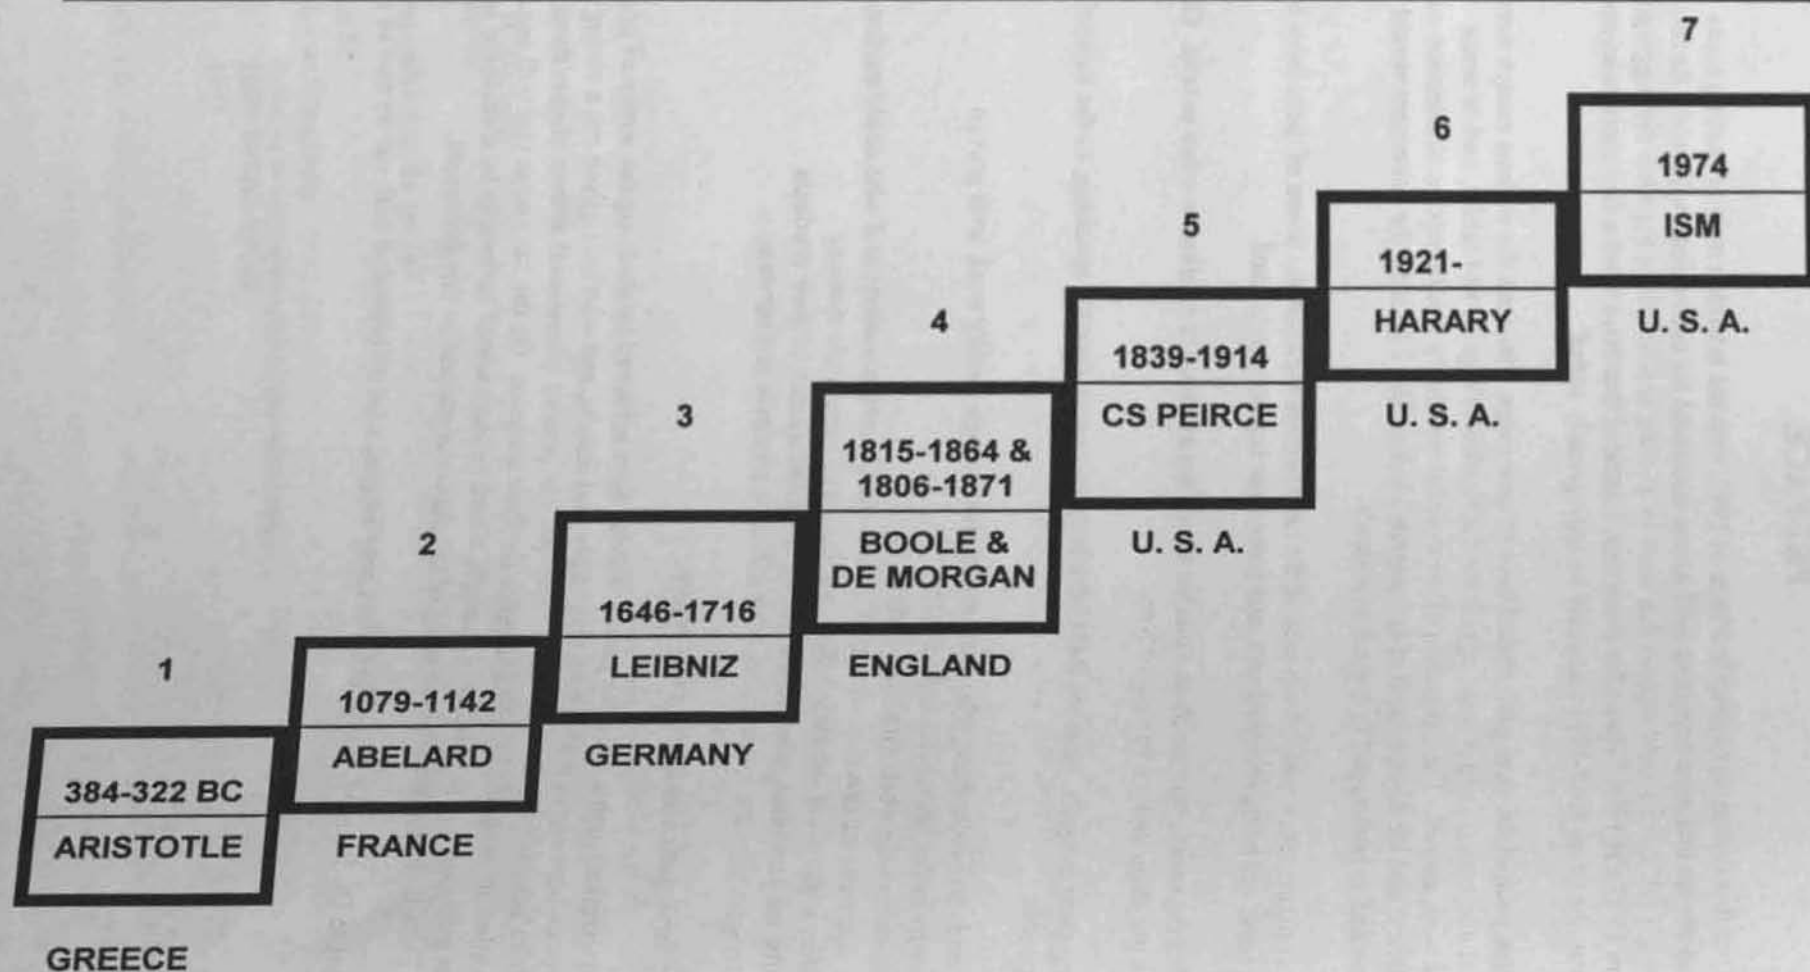 1
384-322 BC
ARISTOTLE
GREECE
2
1079-1142
ABELARD
FRANCE
3
1646-1716
LEIBNIZ
GERMANY
4
1815-1864 &
1806-1871
BOOLE &
DE MORGAN
ENGLAND
5
1839-1914
CS PEIRCE
U. S. A.
6
1921-
HARARY
U. S. A.
7
1974
ISM
U. S. A.